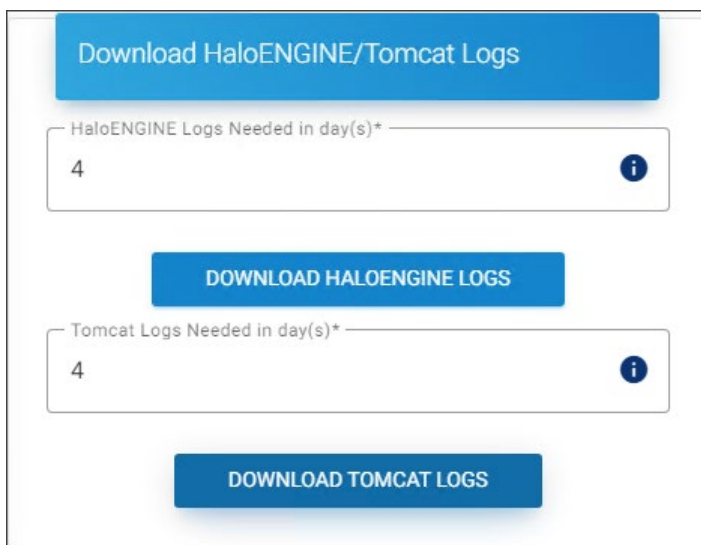 Download HaloENGINE/Tomcat Logs
HaloENGINE Logs Needed in day(s)*
4
DOWNLOAD HALOENGINE LOGS
Tomcat Logs Needed in day(s)*
4
DOWNLOAD TOMCAT LOGS